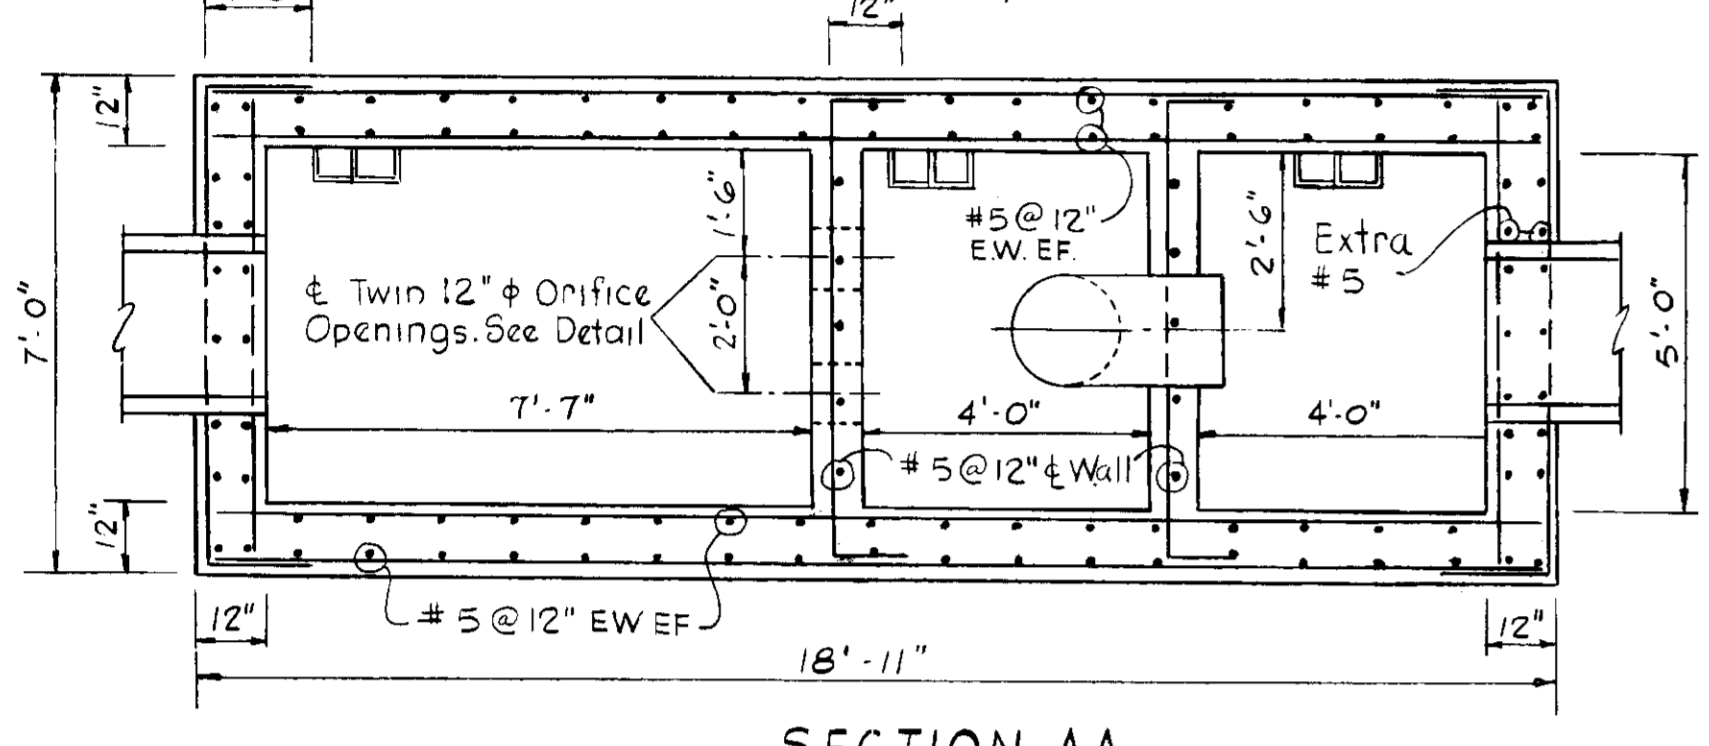 12"
12"
1'-6"
#5@12"
E.W. EF.
2'-6"
Extra
#5
7'-0"
℄ Twin 12"ϕ Orifice
Openings. See Detail
2'-0"
5'-0"
7'-7"
4'-0"
4'-0"
#5@12" ℄ Wall
12"
#5@12" EW EF
12"
12"
18'-11"
SECTION AA